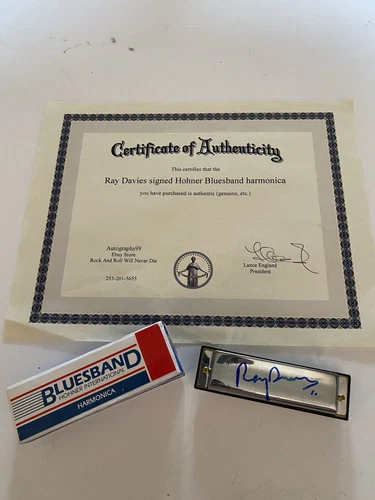 Certificate of Authenticity
This certifies that the
Ray Davies signed Hohner Bluesband harmonica
you have purchased is authentic (genuine, etc.)
Autographs99
Ebay Store
Rock And Roll Will Never Die
253-261-5655
Lance England
President
BLUESBAND
HOHNER INTERNATIONAL
HARMONICA
Ray Davies